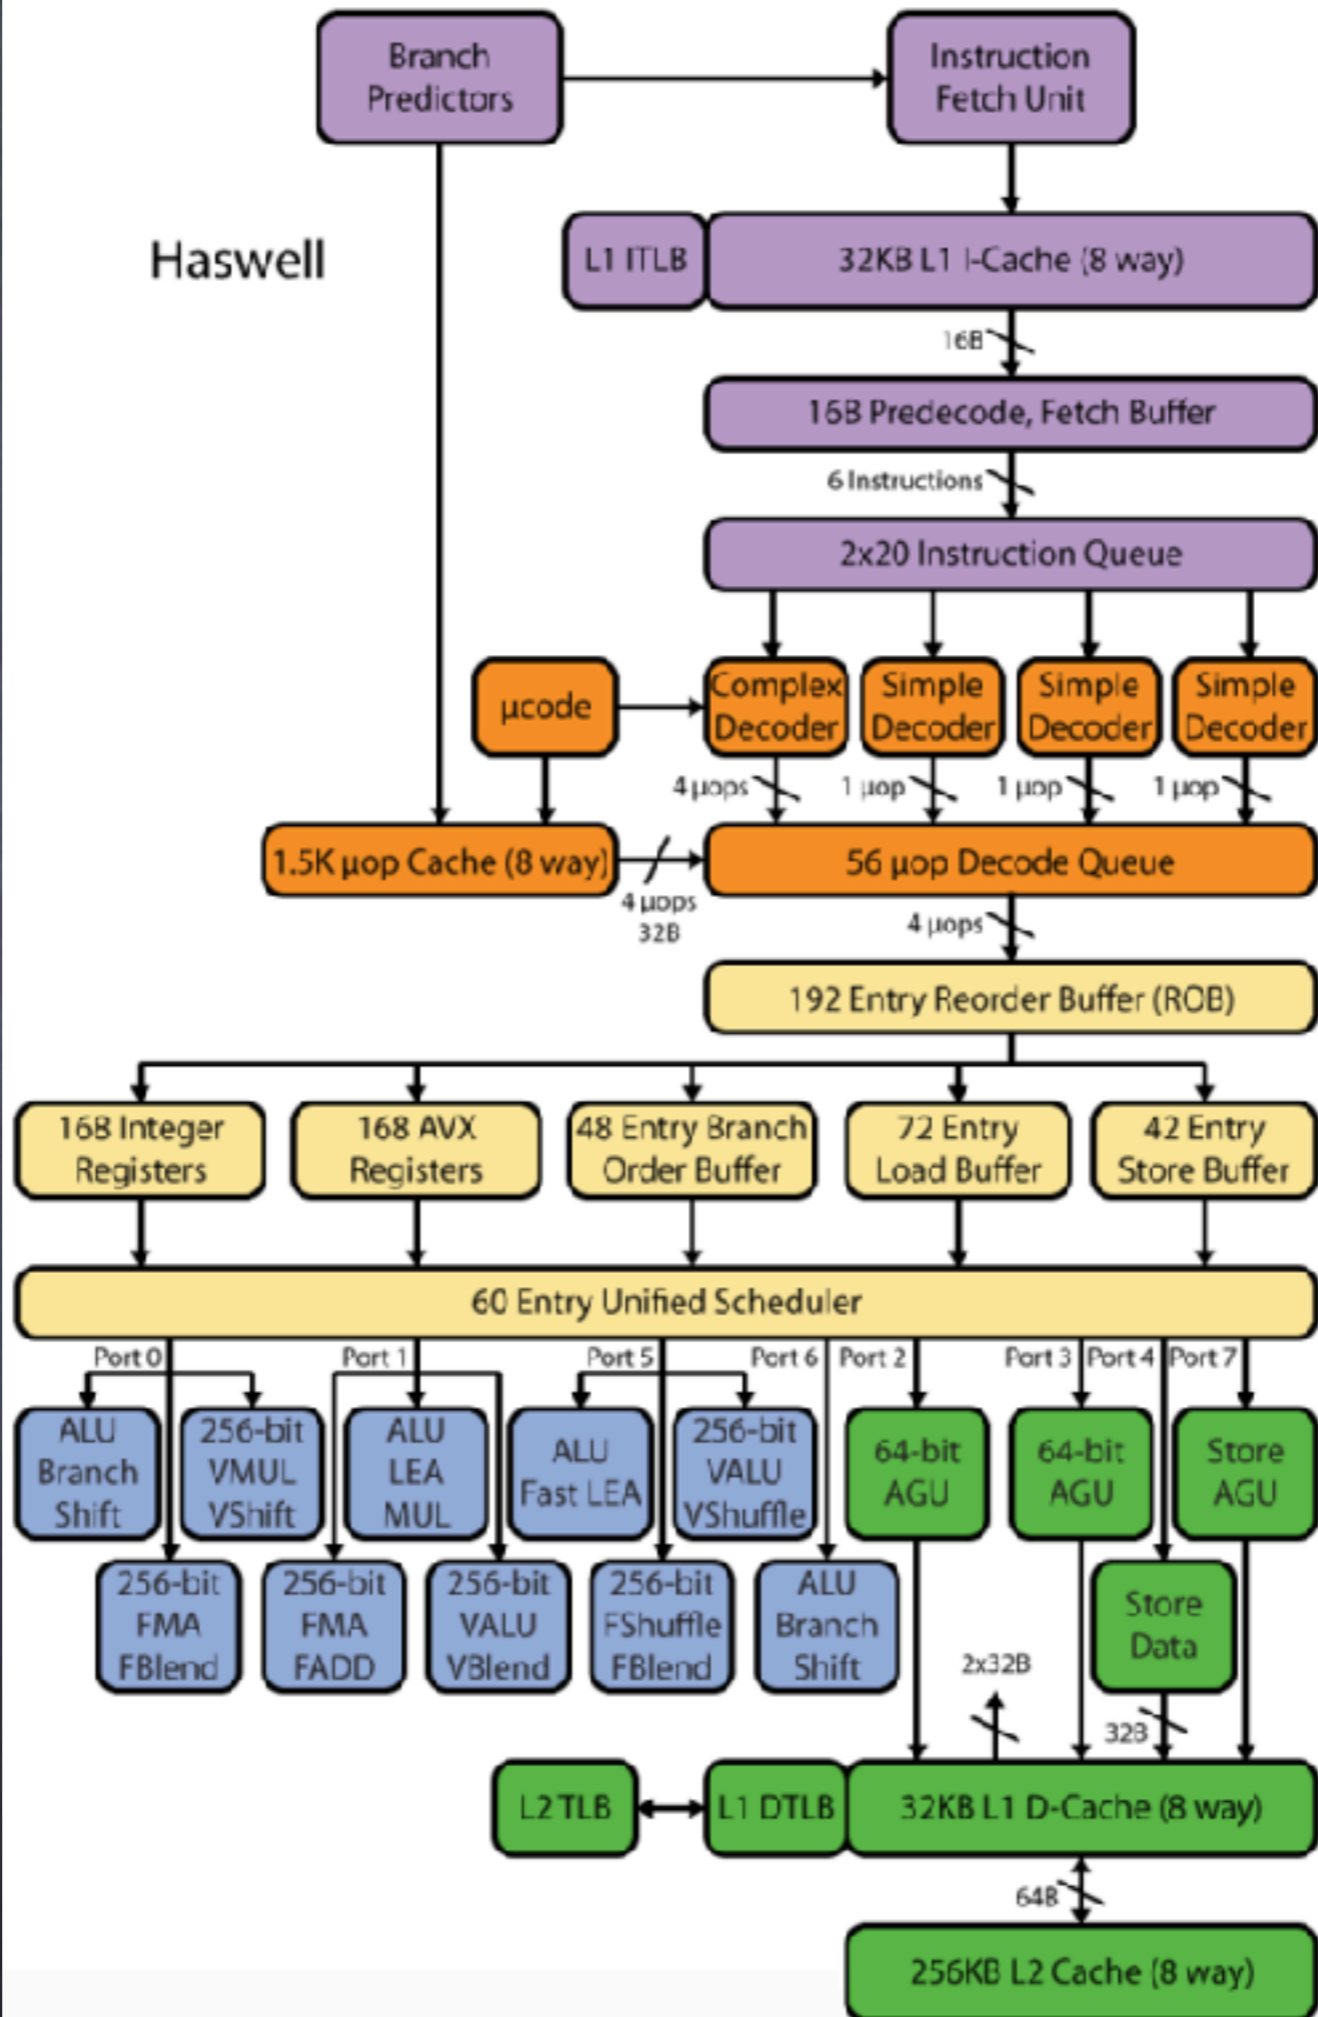 Branch
Predictors
Instruction
Fetch Unit
Haswell
L1 ITLB
32KB L1 I-Cache (8 way)
16B
16B Predecode, Fetch Buffer
6 Instructions
2x20 Instruction Queue
µcode
Complex
Decoder
Simple
Decoder
Simple
Decoder
Simple
Decoder
4 µops
1 µop
1 µop
1 µop
1.5K µop Cache (8 way)
4 µops
32B
56 µop Decode Queue
4 µops
192 Entry Reorder Buffer (ROB)
168 Integer
Registers
168 AVX
Registers
48 Entry Branch
Order Buffer
72 Entry
Load Buffer
42 Entry
Store Buffer
60 Entry Unified Scheduler
Port 0
Port 1
Port 5
Port 6
Port 2
Port 3
Port 4
Port 7
ALU
Branch
Shift
256-bit
VMUL
VShift
ALU
LEA
MUL
ALU
Fast LEA
256-bit
VALU
VShuffle
64-bit
AGU
64-bit
AGU
Store
AGU
256-bit
FMA
FBlend
256-bit
FMA
FADD
256-bit
VALU
VBlend
256-bit
FShuffle
FBlend
ALU
Branch
Shift
Store
Data
2x32B
32B
L2 TLB
L1 DTLB
32KB L1 D-Cache (8 way)
64B
256KB L2 Cache (8 way)